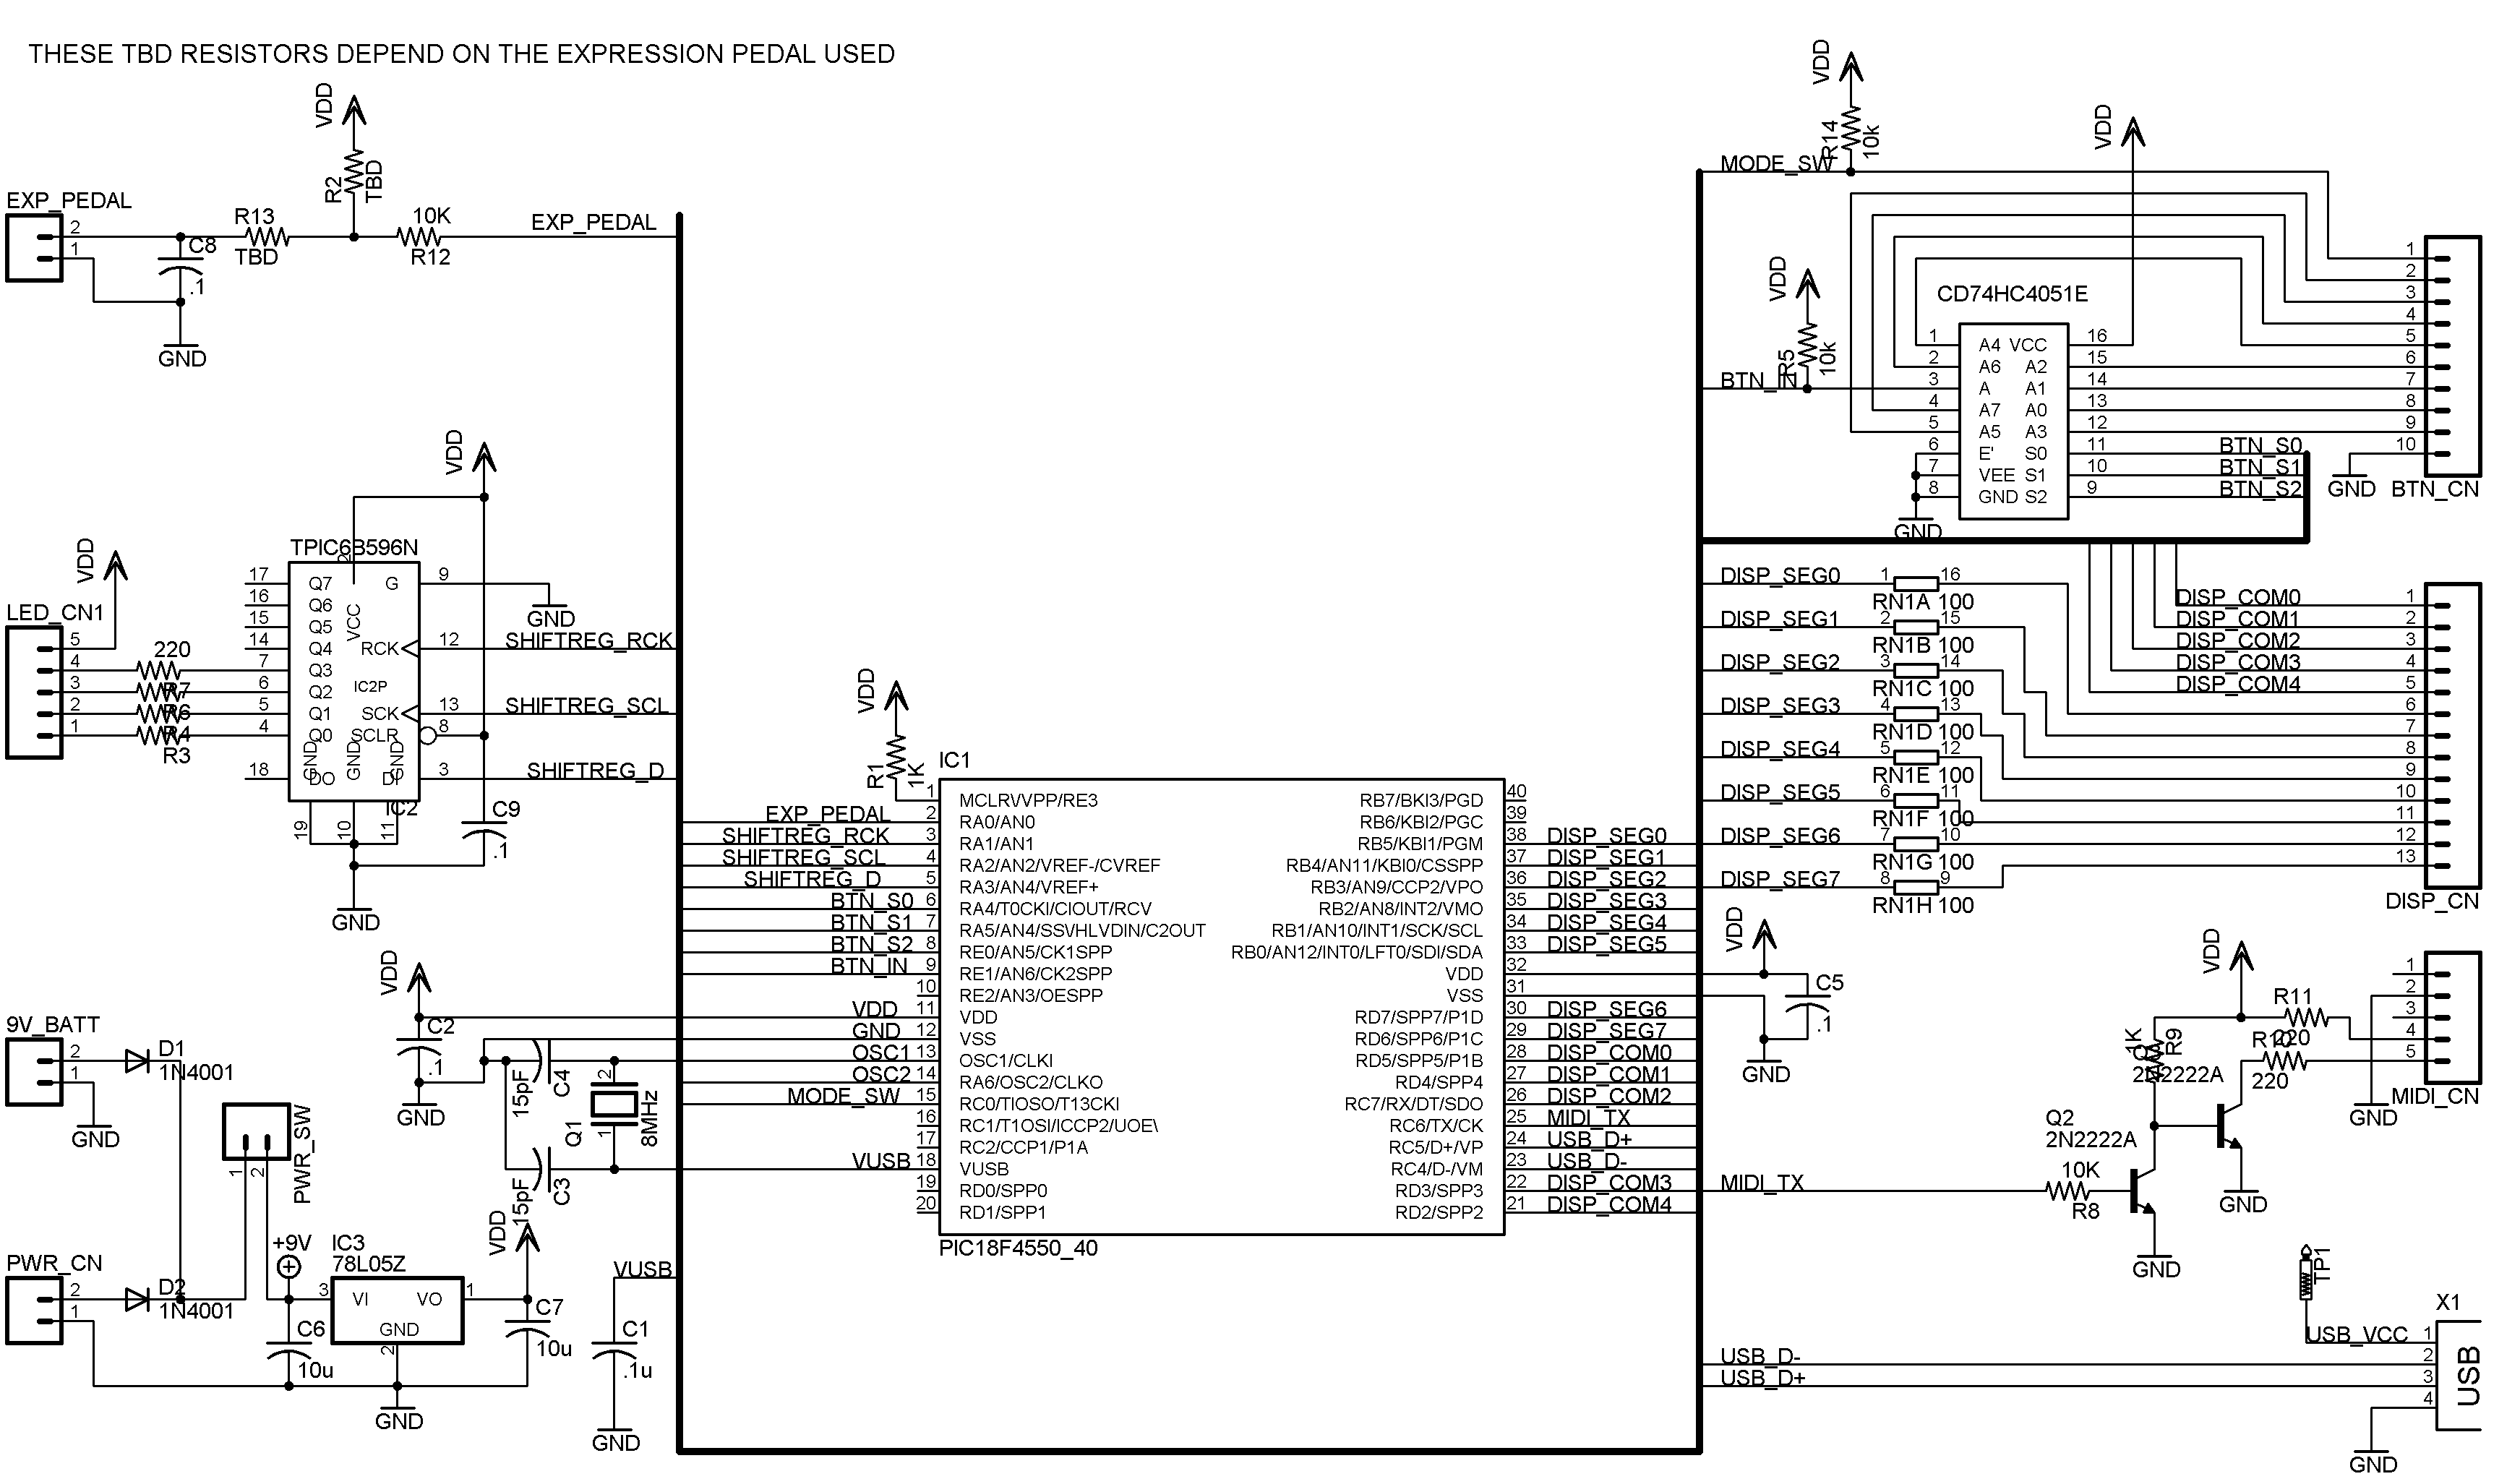 THESE TBD RESISTORS DEPEND ON THE EXPRESSION PEDAL USED
VDD
R2
TBD
EXP_PEDAL
2
1
R13
TBD
C8
.1
10K
R12
EXP_PEDAL
GND
VDD
TPIC6B596N
VDD
LED_CN1
5
4
3
2
1
220
R7
R6
R4
R3
17 Q7
16 Q6
15 Q5
14 Q4
7 Q3
6 Q2
5 Q1
4 Q0
18 DO
2
VCC
G 9
GND
RCK 12 SHIFTREG_RCK
IC2P
SCK 13 SHIFTREG_SCL
SCLR 8
DI 3 SHIFTREG_D
GND
GND
GND
IC2
19
10
11
C9
.1
GND
VDD
C2
.1
GND
9V_BATT
2
1
D1
1N4001
GND
PWR_SW
1
2
PWR_CN
2
1
D2
1N4001
+9V
IC3
78L05Z
3 VI VO 1
GND
2
C6
10u
VDD
C7
10u
GND
15pF
C4
15pF
C3
Q1
2
1
8MHz
VUSB
C1
.1u
GND
VDD
R1
1K
IC1
EXP_PEDAL
SHIFTREG_RCK
SHIFTREG_SCL
SHIFTREG_D
BTN_S0
BTN_S1
BTN_S2
BTN_IN
VDD
GND
OSC1
OSC2
MODE_SW
VUSB
1 MCLR\/VPP/RE3
2 RA0/AN0
3 RA1/AN1
4 RA2/AN2/VREF-/CVREF
5 RA3/AN4/VREF+
6 RA4/T0CKI/CIOUT/RCV
7 RA5/AN4/SS\/HLVDIN/C2OUT
8 RE0/AN5/CK1SPP
9 RE1/AN6/CK2SPP
10 RE2/AN3/OESPP
11 VDD
12 VSS
13 OSC1/CLKI
14 RA6/OSC2/CLKO
15 RC0/TIOSO/T13CKI
16 RC1/T1OSI/ICCP2/UOE\
17 RC2/CCP1/P1A
18 VUSB
19 RD0/SPP0
20 RD1/SPP1
RB7/BKI3/PGD 40
RB6/KBI2/PGC 39
RB5/KBI1/PGM 38 DISP_SEG0
RB4/AN11/KBI0/CSSPP 37 DISP_SEG1
RB3/AN9/CCP2/VPO 36 DISP_SEG2
RB2/AN8/INT2/VMO 35 DISP_SEG3
RB1/AN10/INT1/SCK/SCL 34 DISP_SEG4
RB0/AN12/INT0/LFT0/SDI/SDA 33 DISP_SEG5
VDD 32
VSS 31
RD7/SPP7/P1D 30 DISP_SEG6
RD6/SPP6/P1C 29 DISP_SEG7
RD5/SPP5/P1B 28 DISP_COM0
RD4/SPP4 27 DISP_COM1
RC7/RX/DT/SDO 26 DISP_COM2
RC6/TX/CK 25 MIDI_TX
RC5/D+/VP 24 USB_D+
RC4/D-/VM 23 USB_D-
RD3/SPP3 22 DISP_COM3
RD2/SPP2 21 DISP_COM4
PIC18F4550_40
VDD
R14
10k
MODE_SW
VDD
VDD
R5
10k
BTN_IN
CD74HC4051E
1 A4 VCC 16
2 A6 A2 15
3 A A1 14
4 A7 A0 13
5 A5 A3 12
6 E' S0 11 BTN_S0
7 VEE S1 10 BTN_S1
8 GND S2 9 BTN_S2
GND
1
2
3
4
5
6
7
8
9
10
GND
BTN_CN
DISP_SEG0 1 16
RN1A 100
DISP_SEG1 2 15
RN1B 100
DISP_SEG2 3 14
RN1C 100
DISP_SEG3 4 13
RN1D 100
DISP_SEG4 5 12
RN1E 100
DISP_SEG5 6 11
RN1F 100
DISP_SEG6 7 10
RN1G 100
DISP_SEG7 8 9
RN1H 100
DISP_COM0 1
DISP_COM1 2
DISP_COM2 3
DISP_COM3 4
DISP_COM4 5
6
7
8
9
10
11
12
13
DISP_CN
VDD
C5
.1
GND
VDD
R11
220
R10
220
1K
R9
Q3
2N2222A
1
2
3
4
5
MIDI_CN
GND
Q2
2N2222A
MIDI_TX
10K
R8
GND
GND
TP1
X1
USB_VCC 1
USB_D- 2
USB_D+ 3
4
USB
GND